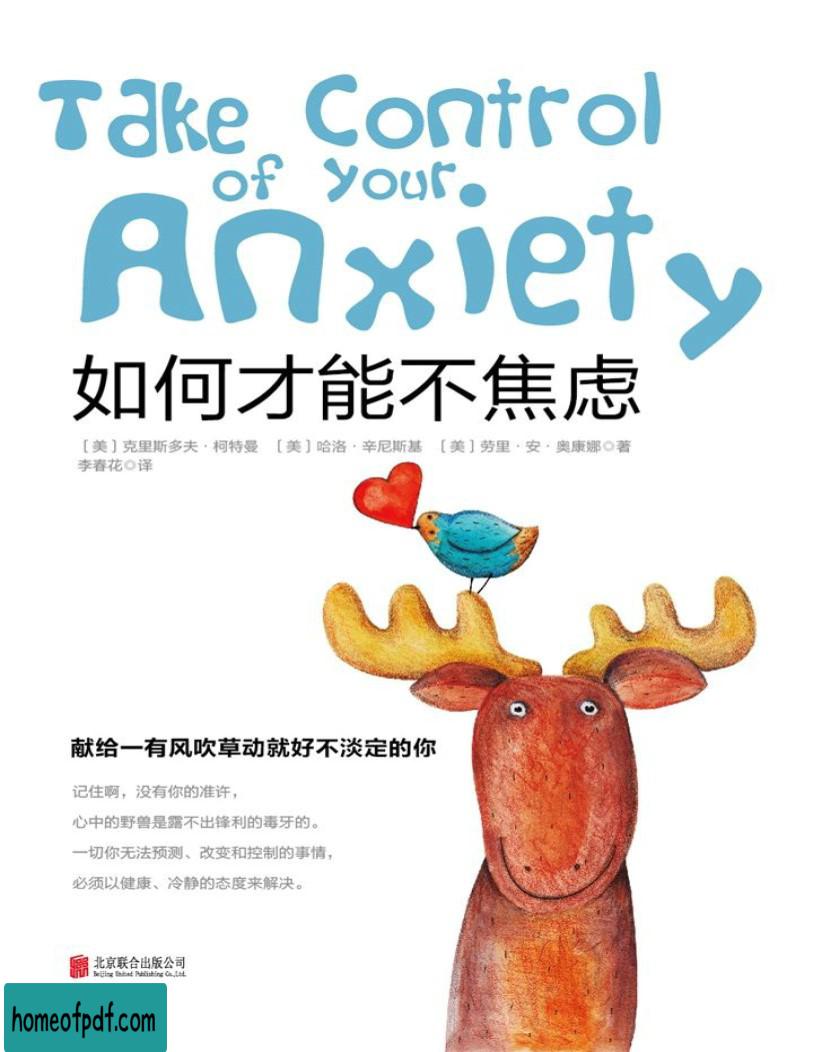 Take Control
of your
Anxiety
如何才能不焦虑
［美］克里斯多夫·柯特曼 ［美］哈洛·辛尼斯基 ［美］劳里·安·奥康娜◎著
李春花◎译
献给一有风吹草动就好不淡定的你
记住啊，没有你的准许，
心中的野兽是露不出锋利的毒牙的。
一切你无法预测、改变和控制的事情，
必须以健康、冷静的态度来解决。
北京联合出版公司
Beijing United Publishing Co.,Ltd.
homeofpdf.com